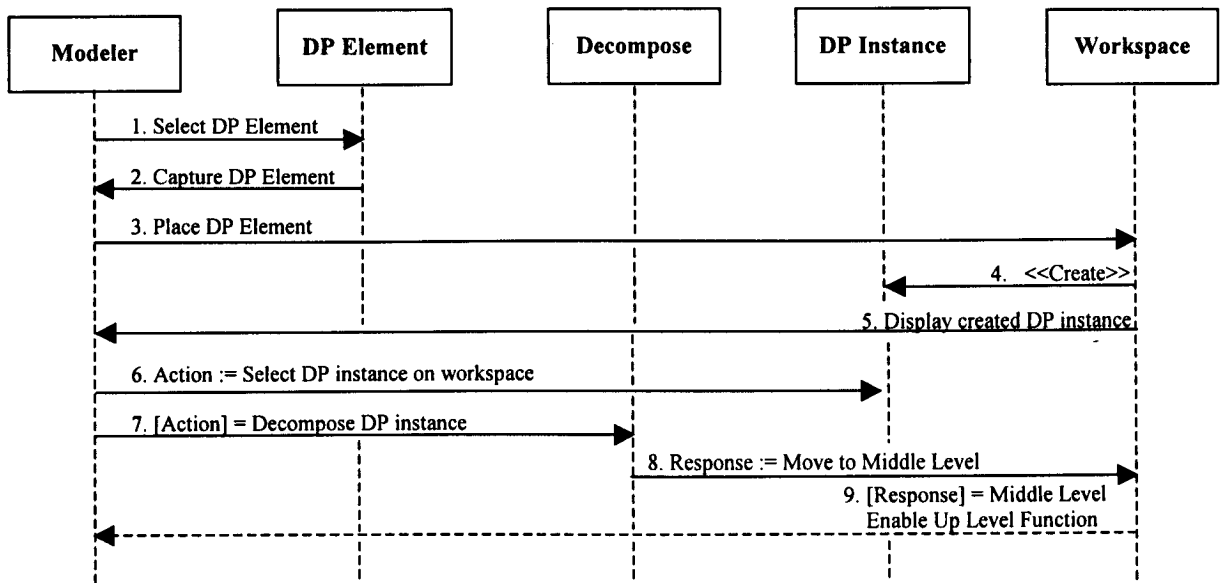 Modeler
DP Element
Decompose
DP Instance
Workspace
1. Select DP Element
2. Capture DP Element
3. Place DP Element
4. <<Create>>
5. Display created DP instance
6. Action := Select DP instance on workspace
7. [Action] = Decompose DP instance
8. Response := Move to Middle Level
9. [Response] = Middle Level
Enable Up Level Function